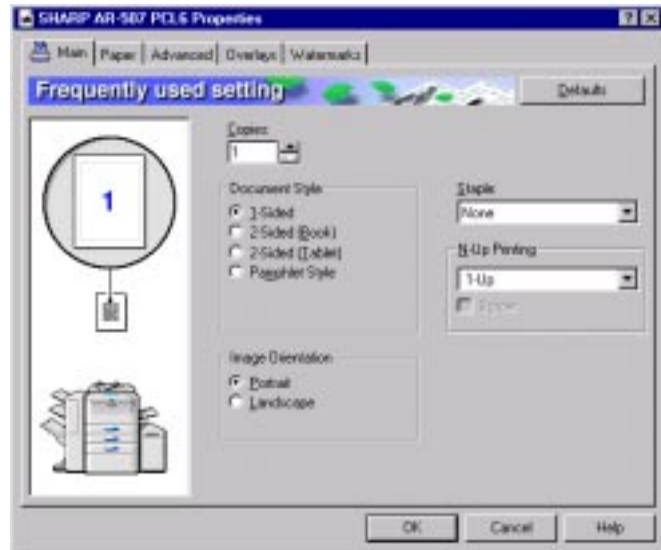 SHARP AR-507 PCL6 Properties
Main Paper Advanced Overlays Watermarks
Frequently used setting
Defaults
1
Copies:
1
Document Style
1-Sided
2-Sided (Book)
2-Sided (Tablet)
Pamphlet Style
Staple:
None
N-Up Printing
1-Up
Image Orientation
Portrait
Landscape
OK Cancel Help